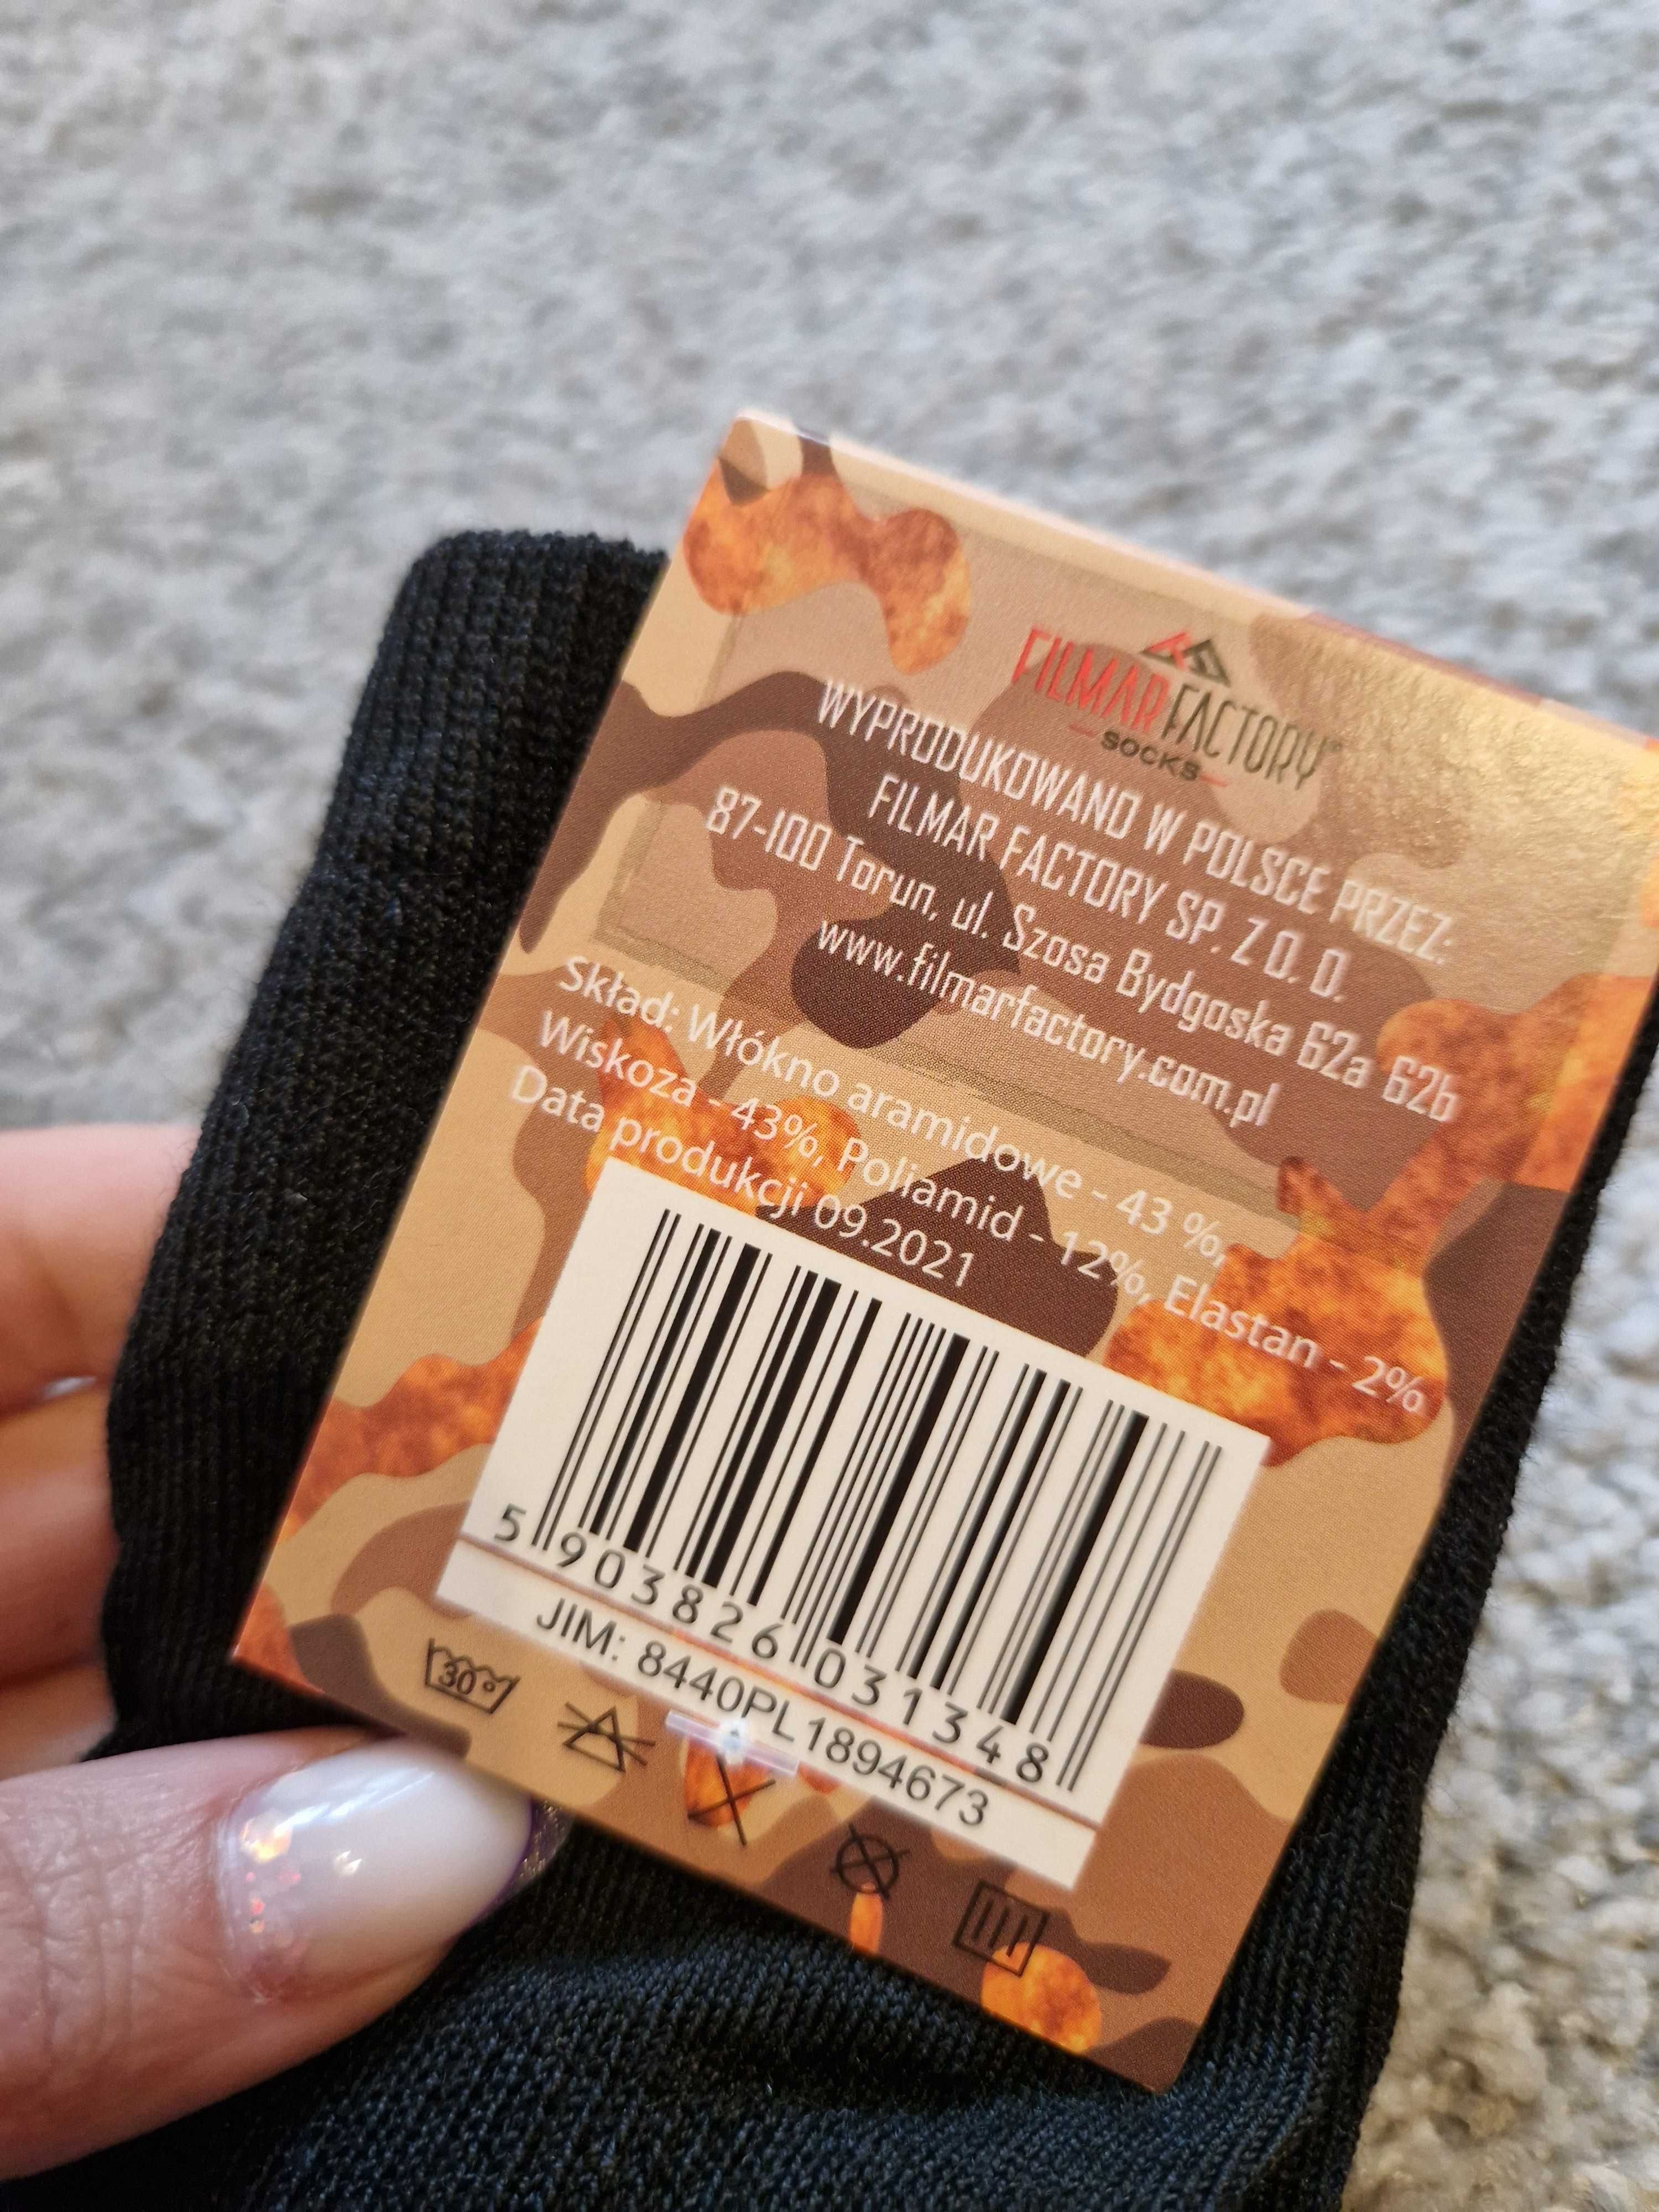 FILMAR FACTORY®
SOCKS
WYPRODUKOWANO W POLSCE PRZEZ:
FILMAR FACTORY SP. Z O. O.
87-100 Torun, ul. Szosa Bydgoska 62a 62b
www.filmarfactory.com.pl
Skład: Włókno aramidowe - 43 %,
Wiskoza - 43%, Poliamid - 12%, Elastan - 2%
Data produkcji 09.2021
5 903826 031348
JIM: 8440PL1894673
30°